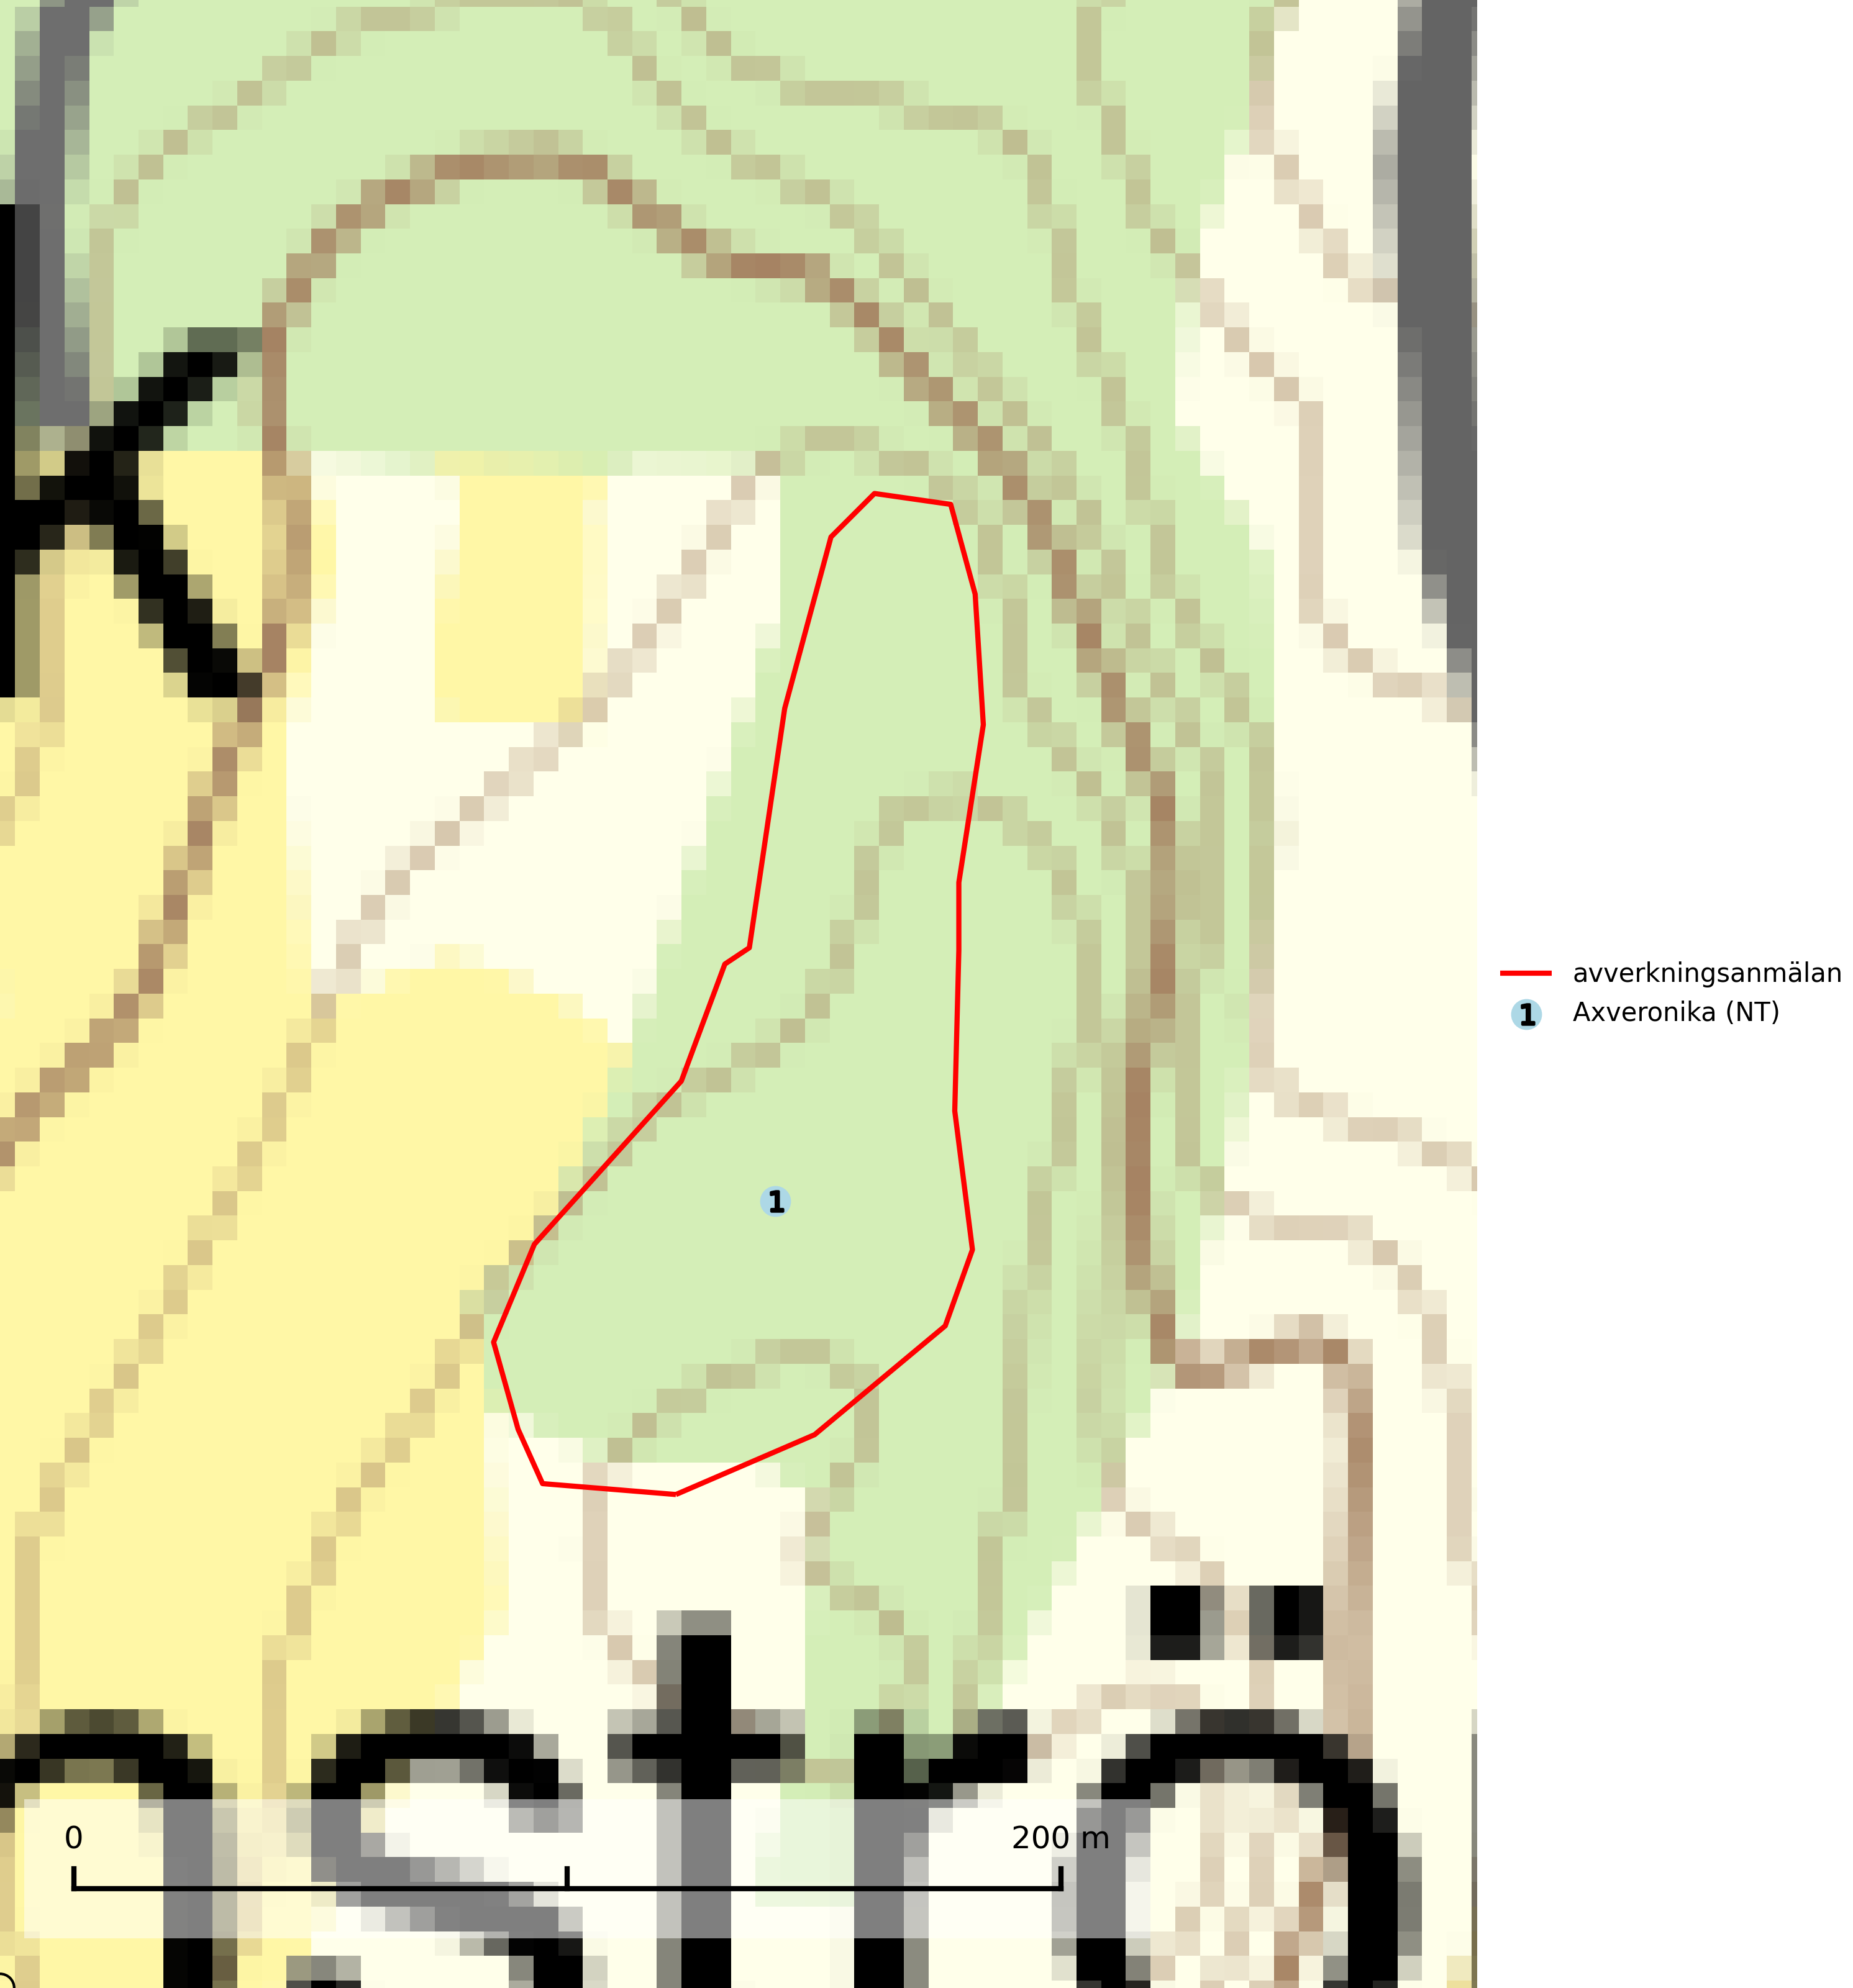 avverkningsanmälan
1 Axveronika (NT)
1
0 200 m